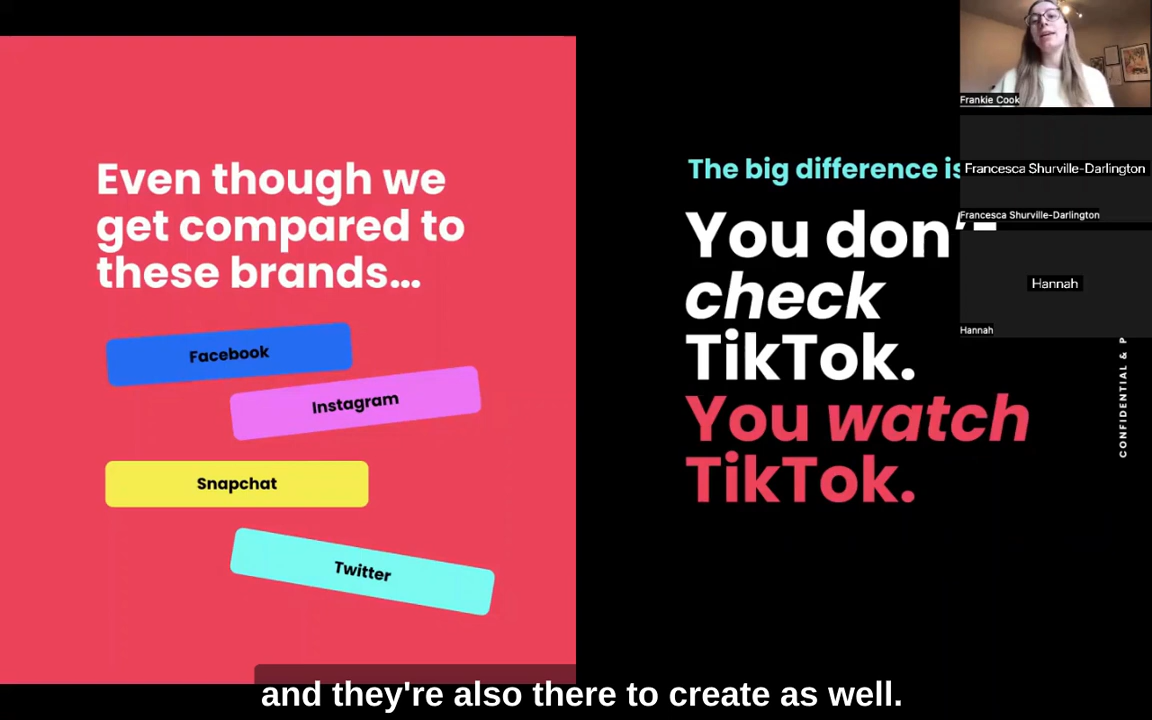 Even though we
get compared to
these brands...
Facebook
Instagram
Snapchat
Twitter
The big difference is
You don't
check
TikTok.
You watch
TikTok.
CONFIDENTIAL & P
Frankie Cook
Francesca Shurville-Darlington
Francesca Shurville-Darlington
Hannah
Hannah
and they're also there to create as well.